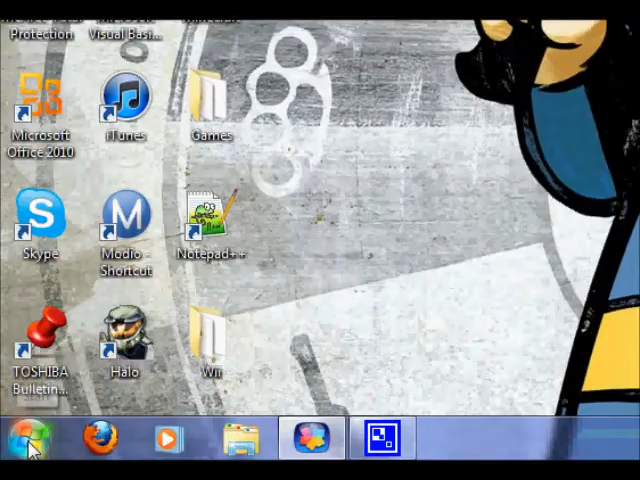 Protection
Visual Basi...
Microsoft
Office 2010
iTunes
Games
Skype
Modio -
Shortcut
Notepad++
TOSHIBA
Bulletin...
Halo
Wii